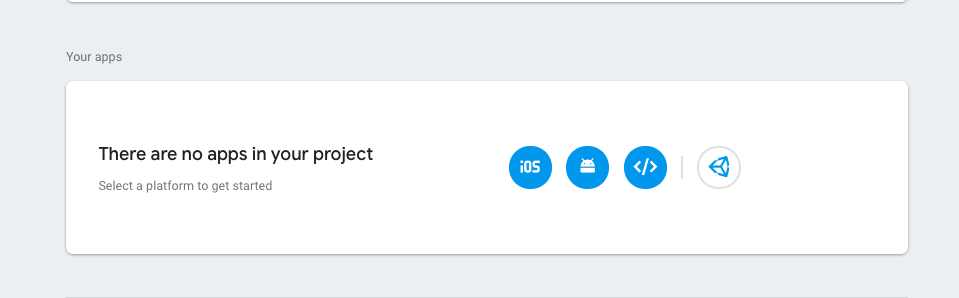 Your apps
There are no apps in your project
Select a platform to get started
iOS